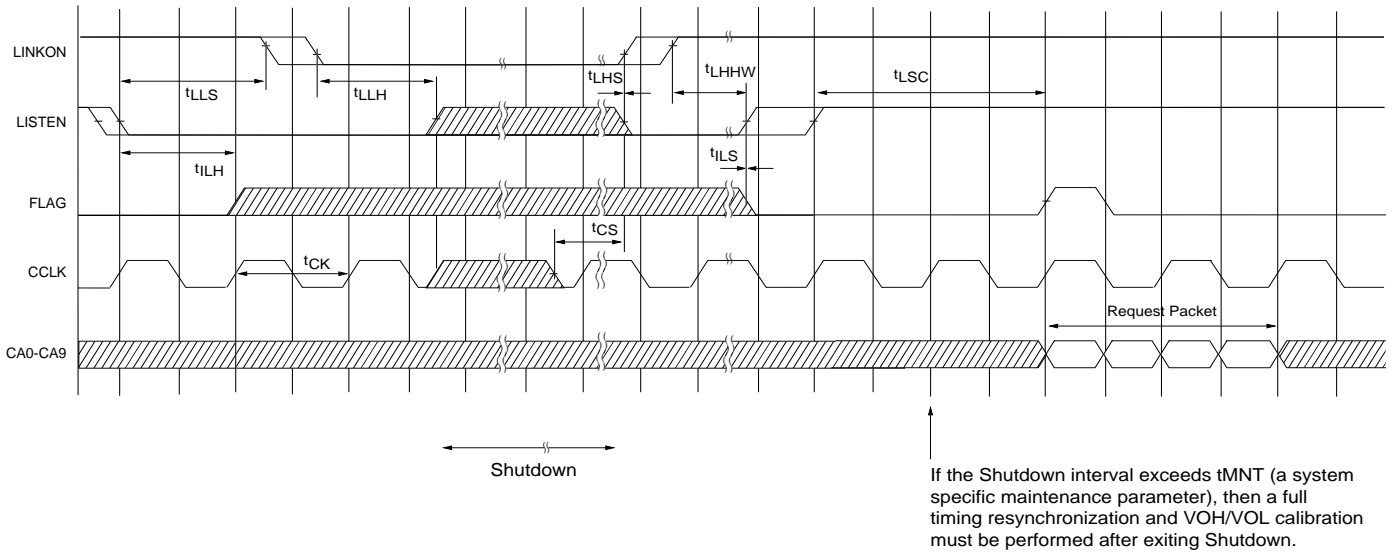 LINKON
tLLS
tLLH
tLHS
tLHHW
tLSC
LISTEN
tILH
tILS
FLAG
tCS
CCLK
tCK
Request Packet
CA0-CA9
Shutdown
If the Shutdown interval exceeds tMNT (a system
specific maintenance parameter), then a full
timing resynchronization and VOH/VOL calibration
must be performed after exiting Shutdown.